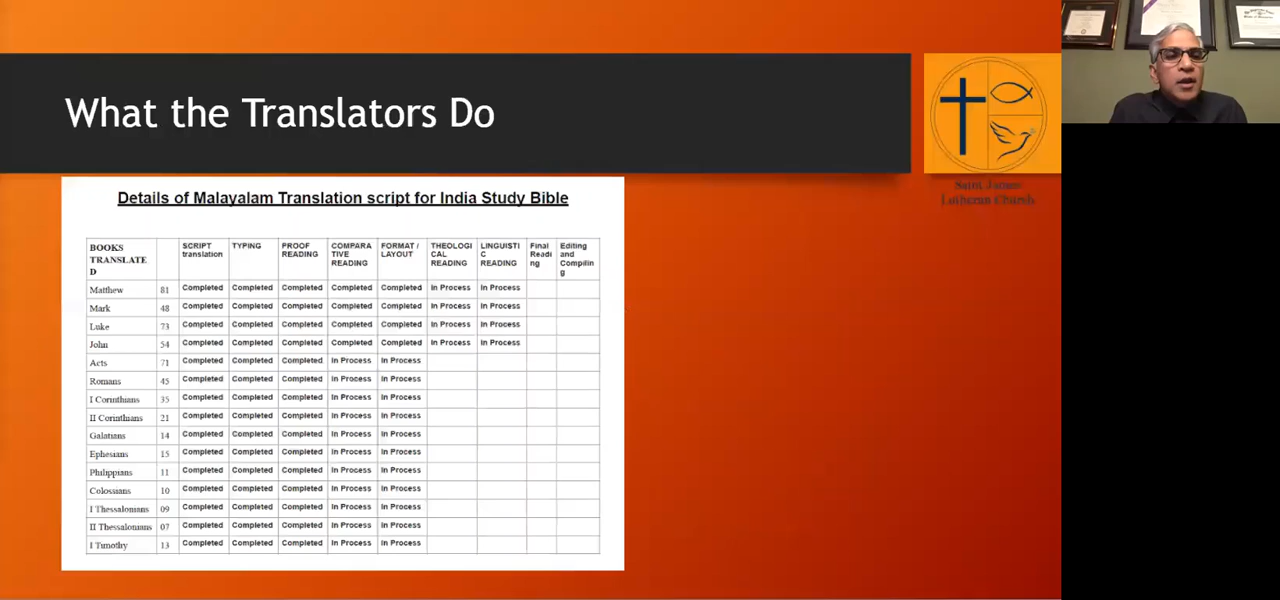 What the Translators Do
Saint James
Lutheran Church
Details of Malayalam Translation script for India Study Bible
BOOKS TRANSLATE D SCRIPT translation TYPING PROOF READING COMPARA TIVE READING FORMAT / LAYOUT THEOLOGI CAL READING LINGUISTI C READING Final Readi ng Editing and Compilin g
Matthew 81 Completed Completed Completed Completed Completed In Process In Process
Mark 48 Completed Completed Completed Completed Completed In Process In Process
Luke 73 Completed Completed Completed Completed Completed In Process In Process
John 54 Completed Completed Completed Completed Completed In Process In Process
Acts 71 Completed Completed Completed In Process In Process
Romans 45 Completed Completed Completed In Process In Process
I Corinthians 35 Completed Completed Completed In Process In Process
II Corinthians 21 Completed Completed Completed In Process In Process
Galatians 14 Completed Completed Completed In Process In Process
Ephesians 15 Completed Completed Completed In Process In Process
Philippians 11 Completed Completed Completed In Process In Process
Colossians 10 Completed Completed Completed In Process In Process
I Thessalonians 09 Completed Completed Completed In Process In Process
II Thessalonians 07 Completed Completed Completed In Process In Process
I Timothy 13 Completed Completed Completed In Process In Process